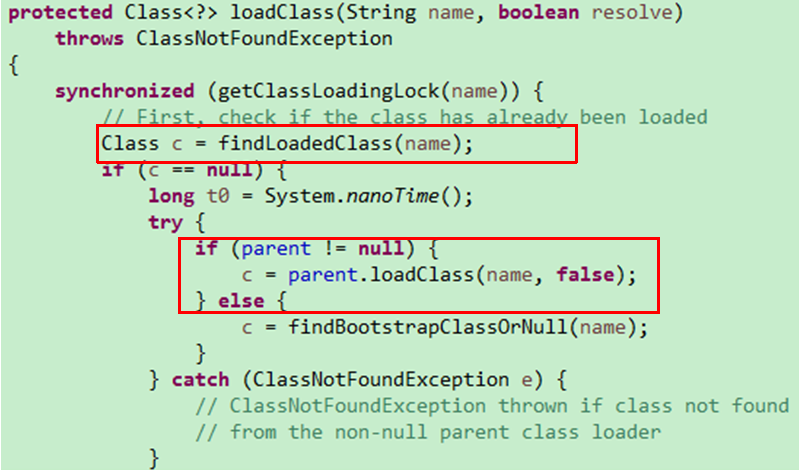 protected Class<?> loadClass(String name, boolean resolve)
throws ClassNotFoundException
{
synchronized (getClassLoadingLock(name)) {
// First, check if the class has already been loaded
Class c = findLoadedClass(name);
if (c == null) {
long t0 = System.nanoTime();
try {
if (parent != null) {
c = parent.loadClass(name, false);
} else {
c = findBootstrapClassOrNull(name);
}
} catch (ClassNotFoundException e) {
// ClassNotFoundException thrown if class not found
// from the non-null parent class loader
}